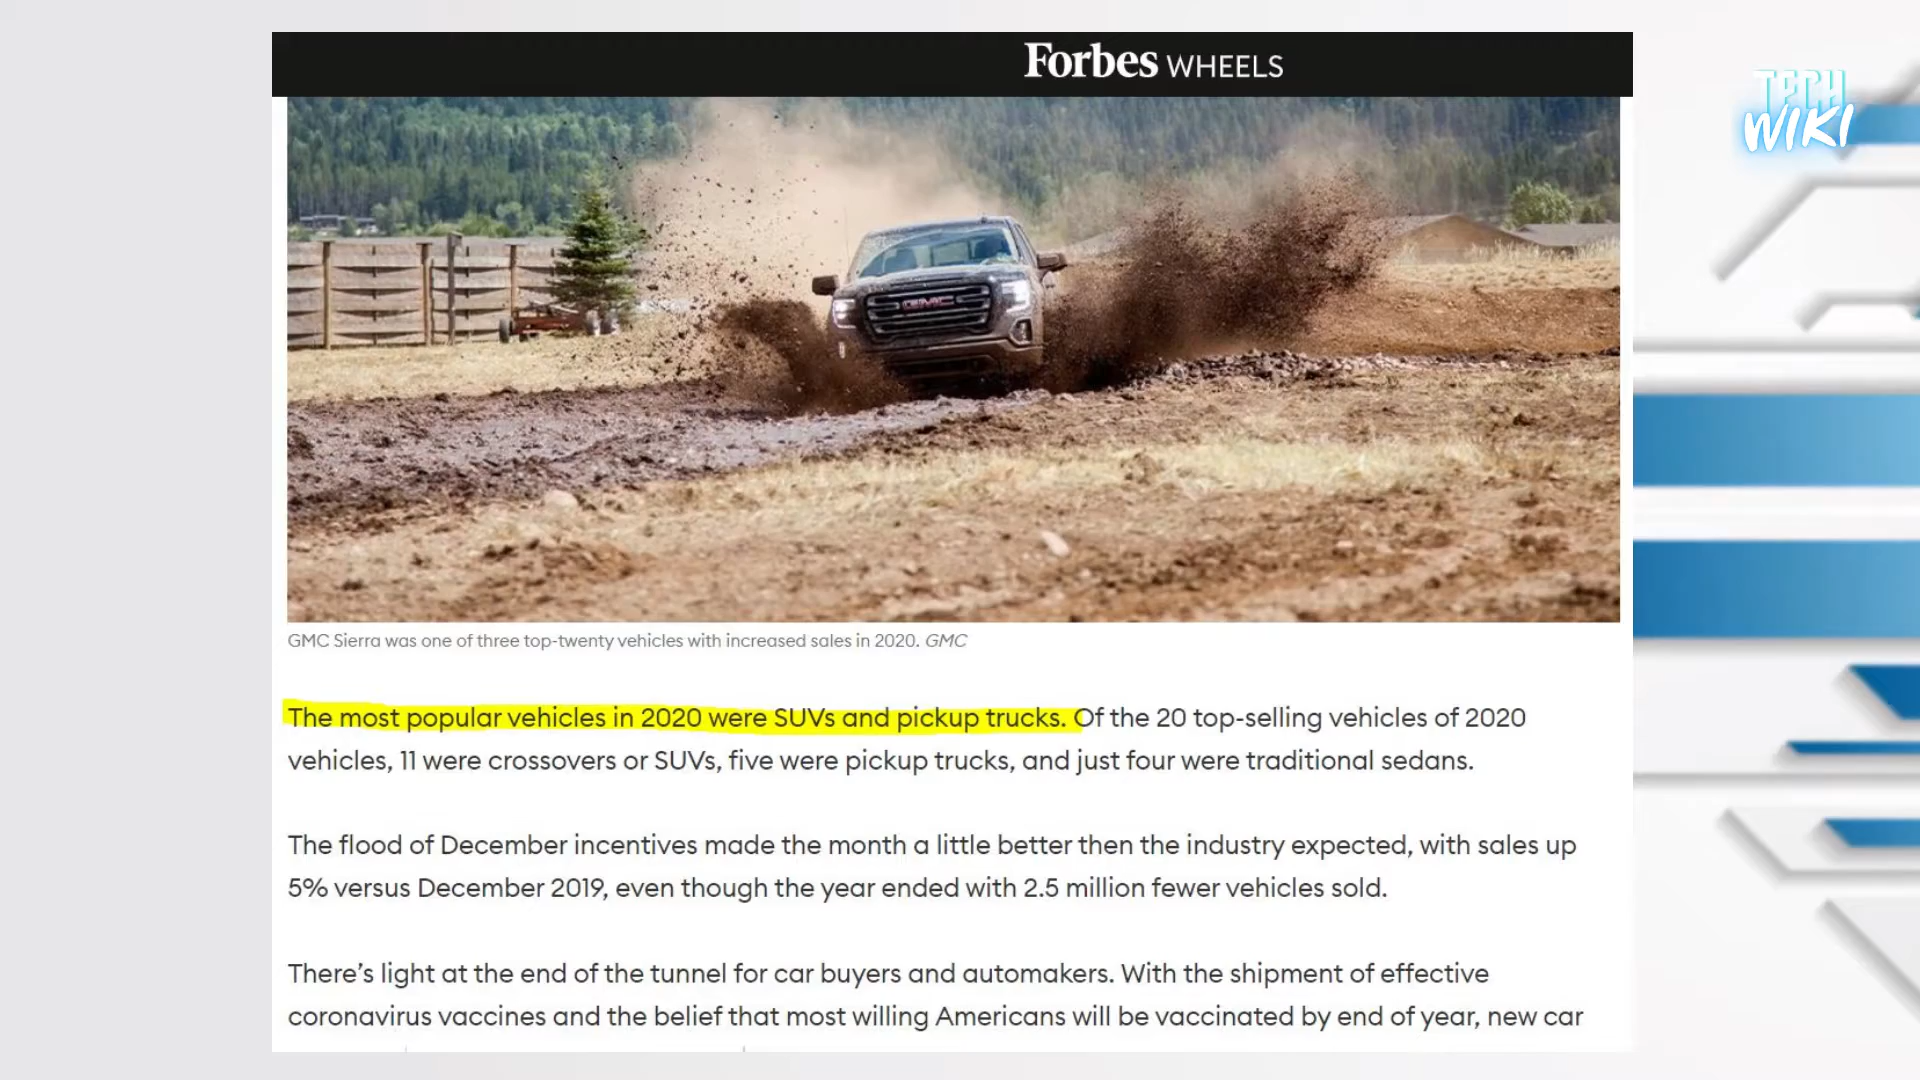 Forbes WHEELS
TECH
WIKI
GMC
GMC Sierra was one of three top-twenty vehicles with increased sales in 2020. GMC
The most popular vehicles in 2020 were SUVs and pickup trucks. Of the 20 top-selling vehicles of 2020
vehicles, 11 were crossovers or SUVs, five were pickup trucks, and just four were traditional sedans.
The flood of December incentives made the month a little better then the industry expected, with sales up
5% versus December 2019, even though the year ended with 2.5 million fewer vehicles sold.
There’s light at the end of the tunnel for car buyers and automakers. With the shipment of effective
coronavirus vaccines and the belief that most willing Americans will be vaccinated by end of year, new car